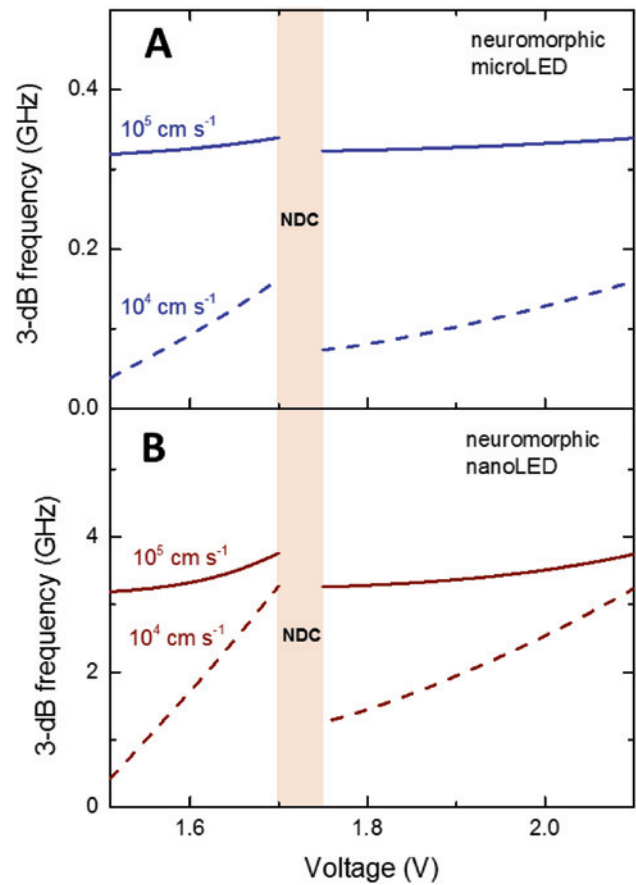 A
neuromorphic
microLED
0.4
10⁵ cm s⁻¹
3-dB frequency (GHz)
NDC
0.2
10⁴ cm s⁻¹
0.0
B
neuromorphic
nanoLED
4
10⁵ cm s⁻¹
3-dB frequency (GHz)
10⁴ cm s⁻¹
NDC
2
0
1.6
1.8
2.0
Voltage (V)